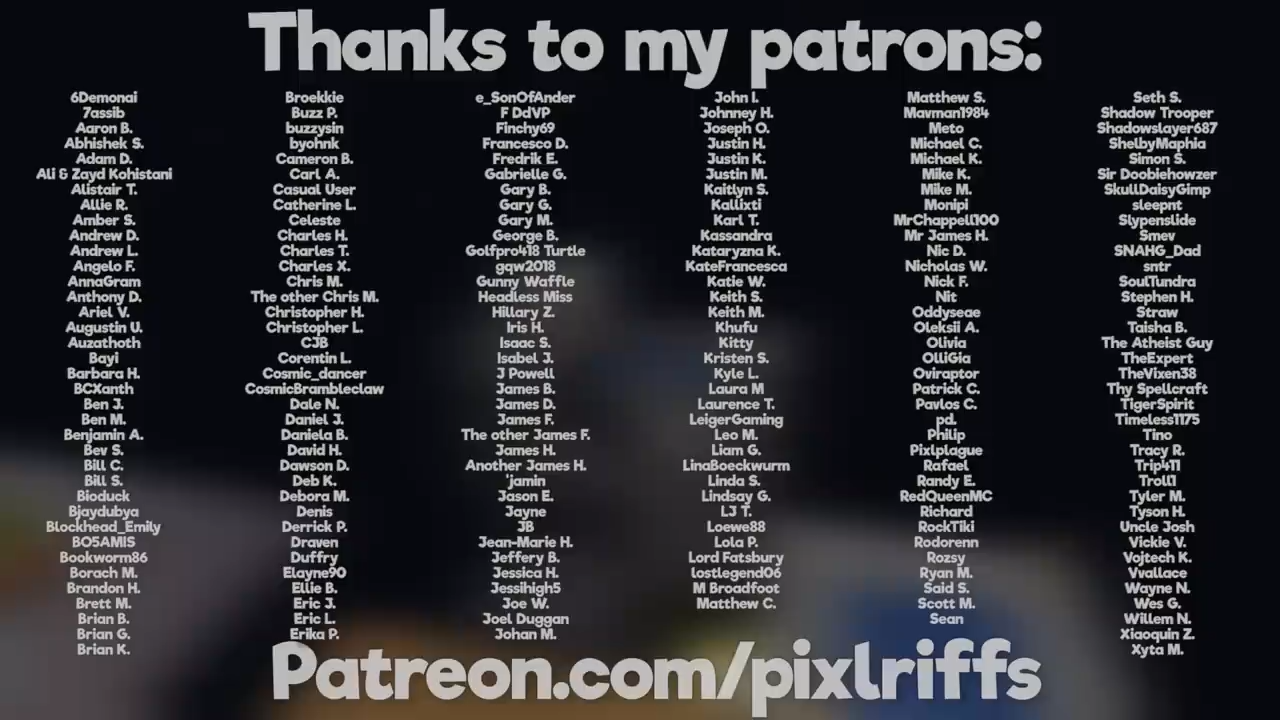 Thanks to my patrons:
6Demonai
7assib
Aaron B.
Abhishek S.
Adam D.
Ali & Zayd Kohistani
Alistair T.
Allie R.
Amber S.
Andrew D.
Andrew L.
Angelo F.
AnnaGram
Anthony D.
Ariel V.
Augustin U.
Auzathoth
Bayi
Barbara H.
BCXanth
Ben J.
Ben M.
Benjamin A.
Bev S.
Bill C.
Bill S.
Bioduck
Bjaydubya
Blockhead_Emily
BO5AMIS
Bookworm86
Borach M.
Brandon H.
Brett M.
Brian B.
Brian G.
Brian K.
Broekkie
Buzz P.
buzzysin
byohnk
Cameron B.
Carl A.
Casual User
Catherine L.
Celeste
Charles H.
Charles T.
Charles X.
Chris M.
The other Chris M.
Christopher H.
Christopher L.
CJB
Corentin L.
Cosmic_dancer
CosmicBrambleclaw
Dale N.
Daniel J.
Daniela B.
David H.
Dawson D.
Deb K.
Debora M.
Denis
Derrick P.
Draven
Duffry
Elayne90
Ellie B.
Eric J.
Eric L.
Erika P.
e_SonOfAnder
F DdVP
Finchy69
Francesco D.
Fredrik E.
Gabrielle G.
Gary B.
Gary G.
Gary M.
George B.
Golfpro418 Turtle
gqw2018
Gunny Waffle
Headless Miss
Hillary Z.
Iris H.
Isaac S.
Isabel J.
J Powell
James B.
James D.
James F.
The other James F.
James H.
Another James H.
'jamin
Jason E.
Jayne
JB
Jean-Marie H.
Jeffery B.
Jessica H.
Jessihigh5
Joe W.
Joel Duggan
Johan M.
John I.
Johnney H.
Joseph O.
Justin H.
Justin K.
Justin M.
Kaitlyn S.
Kallixti
Karl T.
Kassandra
Kataryzna K.
KateFrancesca
Katie W.
Keith S.
Keith M.
Khufu
Kitty
Kristen S.
Kyle L.
Laura M
Laurence T.
LeigerGaming
Leo M.
Liam G.
LinaBoeckwurm
Linda S.
Lindsay G.
LJ T.
Loewe88
Lola P.
Lord Fatsbury
lostlegend06
M Broadfoot
Matthew C.
Matthew S.
Mavman1984
Meto
Michael C.
Michael K.
Mike K.
Mike M.
Monipi
MrChappell100
Mr James H.
Nic D.
Nicholas W.
Nick F.
Nit
Oddyseae
Oleksii A.
Olivia
OlliGia
Oviraptor
Patrick C.
Pavlos C.
pd.
Philip
Pixlplague
Rafael
Randy E.
RedQueenMC
Richard
RockTiki
Rodorenn
Rozsy
Ryan M.
Said S.
Scott M.
Sean
Seth S.
Shadow Trooper
Shadowslayer687
ShelbyMaphia
Simon S.
Sir Doobiehowzer
SkullDaisyGimp
sleepnt
Slypenslide
Smev
SNAHG_Dad
sntr
SoulTundra
Stephen H.
Straw
Taisha B.
The Atheist Guy
TheExpert
TheVixen38
Thy Spellcraft
TigerSpirit
Timeless1175
Tino
Tracy R.
Trip411
Troll1
Tyler M.
Tyson H.
Uncle Josh
Vickie V.
Vojtech K.
Vvallace
Wayne N.
Wes G.
Willem N.
Xiaoquin Z.
Xyta M.
Patreon.com/pixlriffs